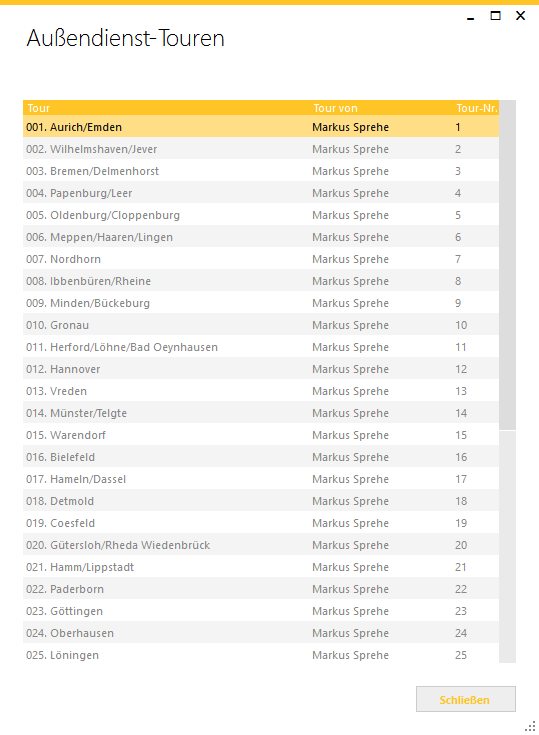 Außendienst-Touren
Tour Tour von Tour-Nr.
001. Aurich/Emden Markus Sprehe 1
002. Wilhelmshaven/Jever Markus Sprehe 2
003. Bremen/Delmenhorst Markus Sprehe 3
004. Papenburg/Leer Markus Sprehe 4
005. Oldenburg/Cloppenburg Markus Sprehe 5
006. Meppen/Haaren/Lingen Markus Sprehe 6
007. Nordhorn Markus Sprehe 7
008. Ibbenbüren/Rheine Markus Sprehe 8
009. Minden/Bückeburg Markus Sprehe 9
010. Gronau Markus Sprehe 10
011. Herford/Löhne/Bad Oeynhausen Markus Sprehe 11
012. Hannover Markus Sprehe 12
013. Vreden Markus Sprehe 13
014. Münster/Telgte Markus Sprehe 14
015. Warendorf Markus Sprehe 15
016. Bielefeld Markus Sprehe 16
017. Hameln/Dassel Markus Sprehe 17
018. Detmold Markus Sprehe 18
019. Coesfeld Markus Sprehe 19
020. Gütersloh/Rheda Wiedenbrück Markus Sprehe 20
021. Hamm/Lippstadt Markus Sprehe 21
022. Paderborn Markus Sprehe 22
023. Göttingen Markus Sprehe 23
024. Oberhausen Markus Sprehe 24
025. Löningen Markus Sprehe 25
Schließen